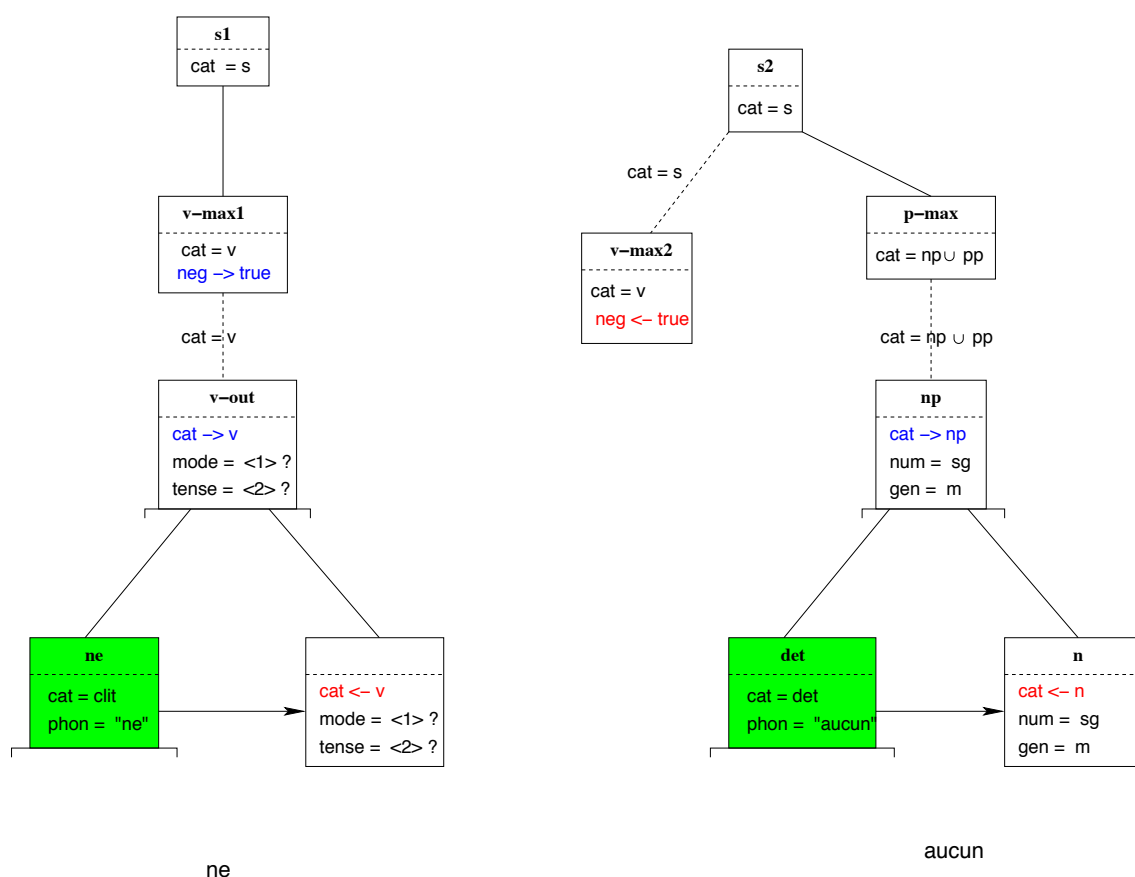 s1
cat = s
v−max1
cat = v
neg −> true
cat = v
v−out
cat −> v
mode = <1> ?
tense = <2> ?
ne
cat = clit
phon = "ne"
cat <− v
mode = <1> ?
tense = <2> ?
ne
s2
cat = s
cat = s
v−max2
cat = v
neg <− true
p−max
cat = np ∪ pp
cat = np ∪ pp
np
cat −> np
num = sg
gen = m
det
cat = det
phon = "aucun"
n
cat <− n
num = sg
gen = m
aucun